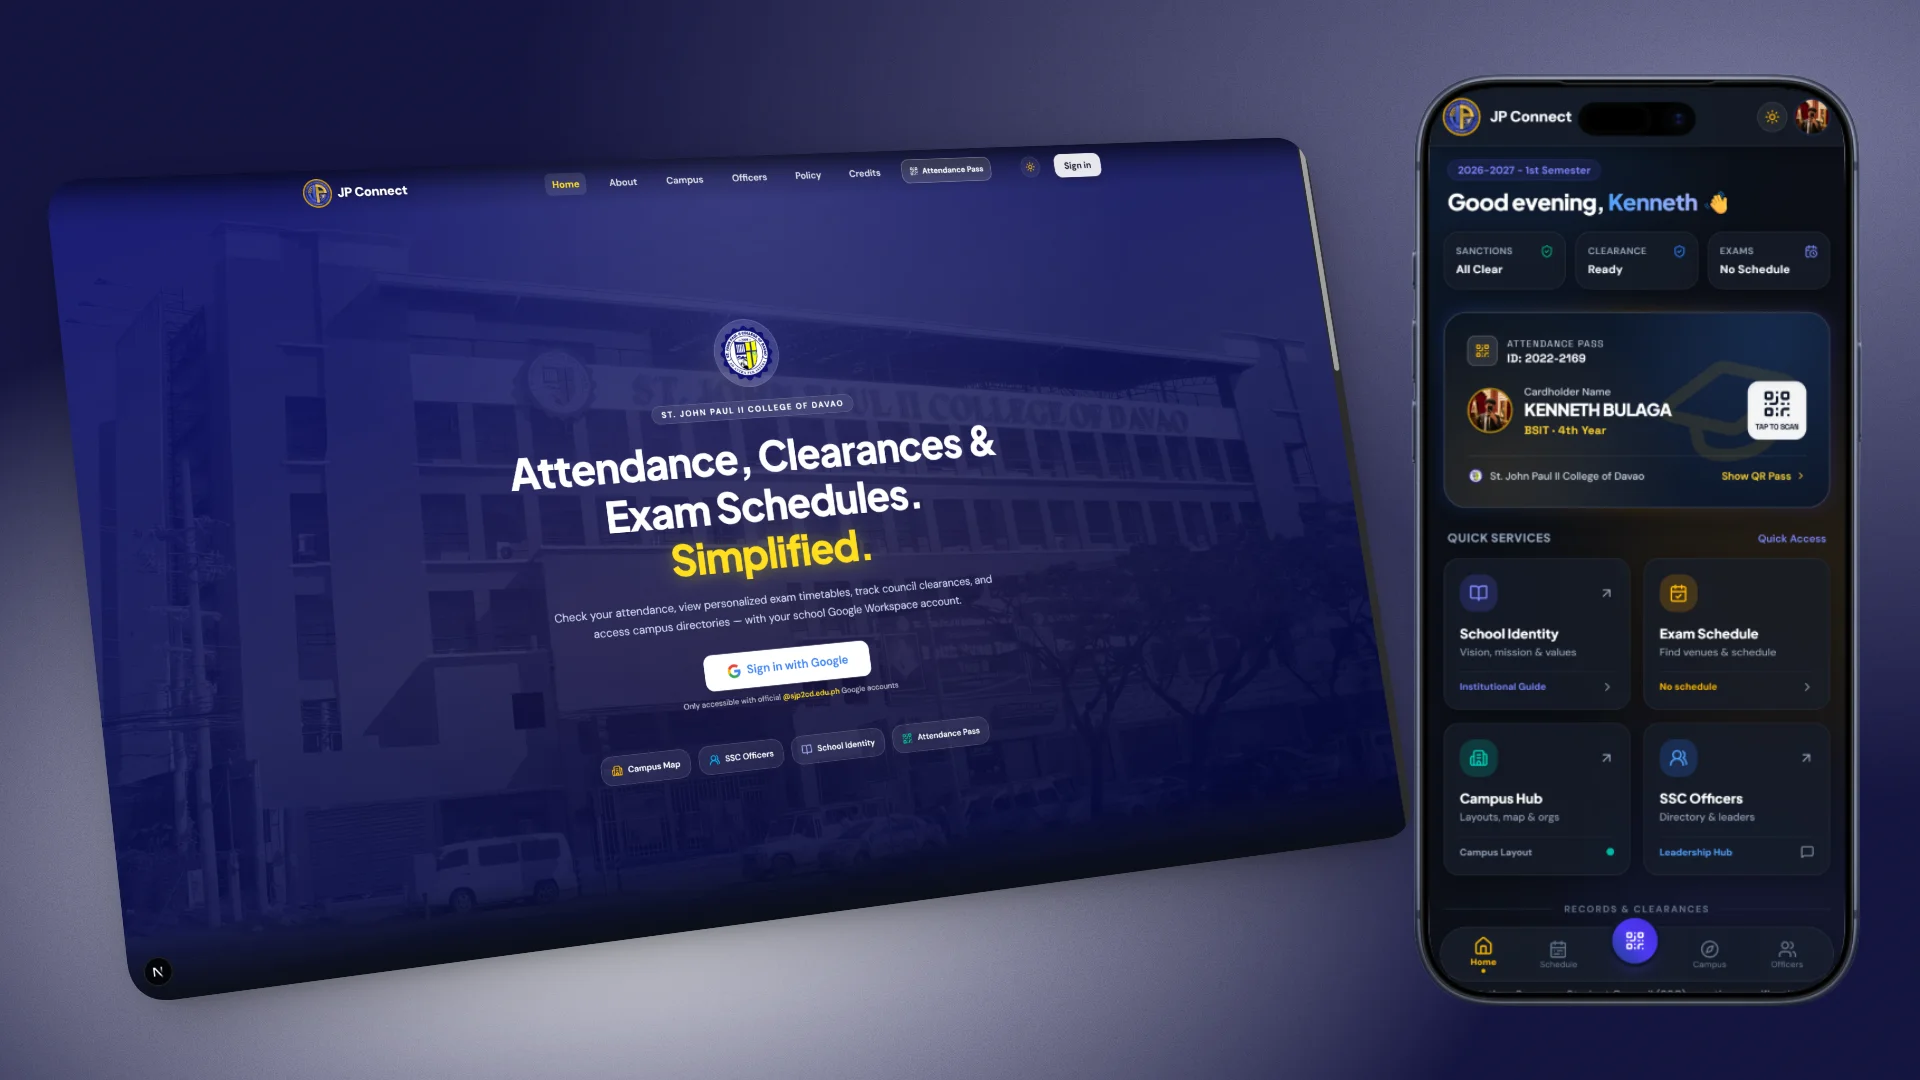 JP Connect
Home
About
Campus
Officers
Policy
Credits
Attendance Pass
Sign in
ST. JOHN PAUL II COLLEGE OF DAVAO
ST. JOHN PAUL II COLLEGE OF DAVAO
Attendance, Clearances &
Exam Schedules.
Simplified.
Check your attendance, view personalized exam timetables, track council clearances, and
access campus directories — with your school Google Workspace account.
Sign in with Google
Only accessible with official @sjp2cd.edu.ph Google accounts
Campus Map
SSC Officers
School Identity
Attendance Pass
N
JP Connect
2026-2027 - 1st Semester
Good evening, Kenneth 👋
SANCTIONS
All Clear
CLEARANCE
Ready
EXAMS
No Schedule
ATTENDANCE PASS
ID: 2022-2169
Cardholder Name
KENNETH BULAGA
BSIT · 4th Year
TAP TO SCAN
St. John Paul II College of Davao
Show QR Pass
QUICK SERVICES
Quick Access
School Identity
Vision, mission & values
Institutional Guide
Exam Schedule
Find venues & schedule
No schedule
Campus Hub
Layouts, map & orgs
Campus Layout
SSC Officers
Directory & leaders
Leadership Hub
RECORDS & CLEARANCES
Home
Schedule
Campus
Officers